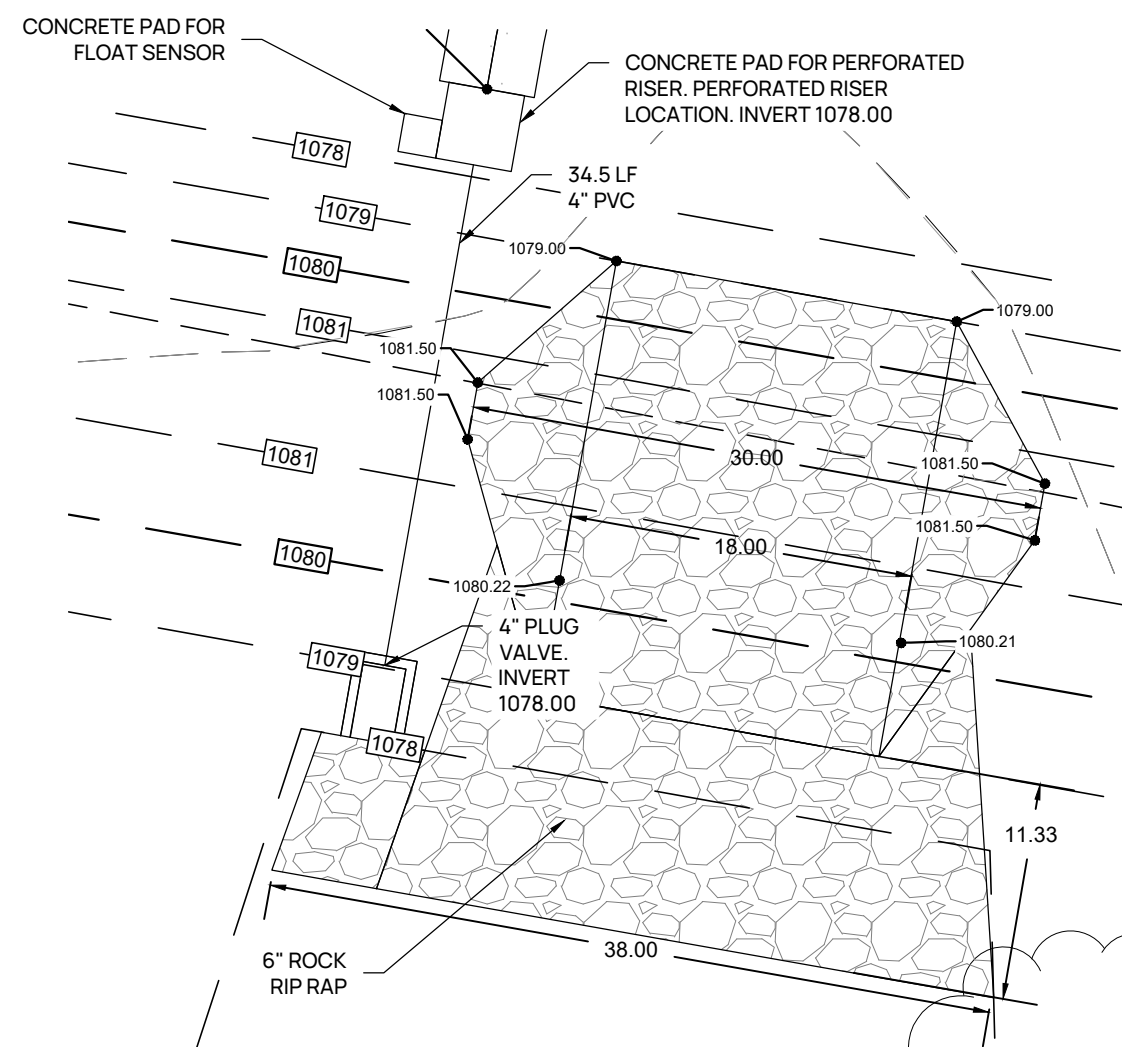 CONCRETE PAD FOR
FLOAT SENSOR
CONCRETE PAD FOR PERFORATED
RISER. PERFORATED RISER
LOCATION. INVERT 1078.00
1078
34.5 LF
4" PVC
1079
1079.00
1080
1079.00
1081
1081.50
1081.50
1081
30.00
1081.50
1081.50
18.00
1080
1080.22
4" PLUG
VALVE.
INVERT
1078.00
1080.21
1079
1078
11.33
38.00
6" ROCK
RIP RAP